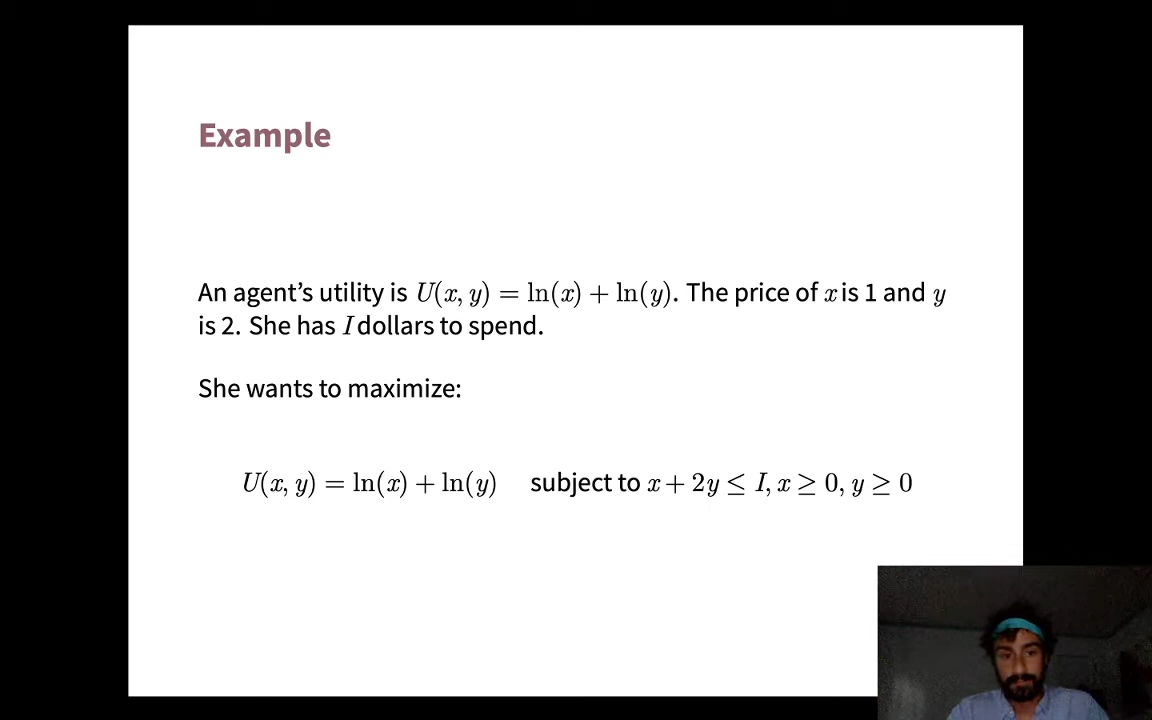 Example
An agent’s utility is U(x, y) = ln(x) + ln(y). The price of x is 1 and y
is 2. She has I dollars to spend.
She wants to maximize:
U(x, y) = ln(x) + ln(y) subject to x + 2y ≤ I, x ≥ 0, y ≥ 0